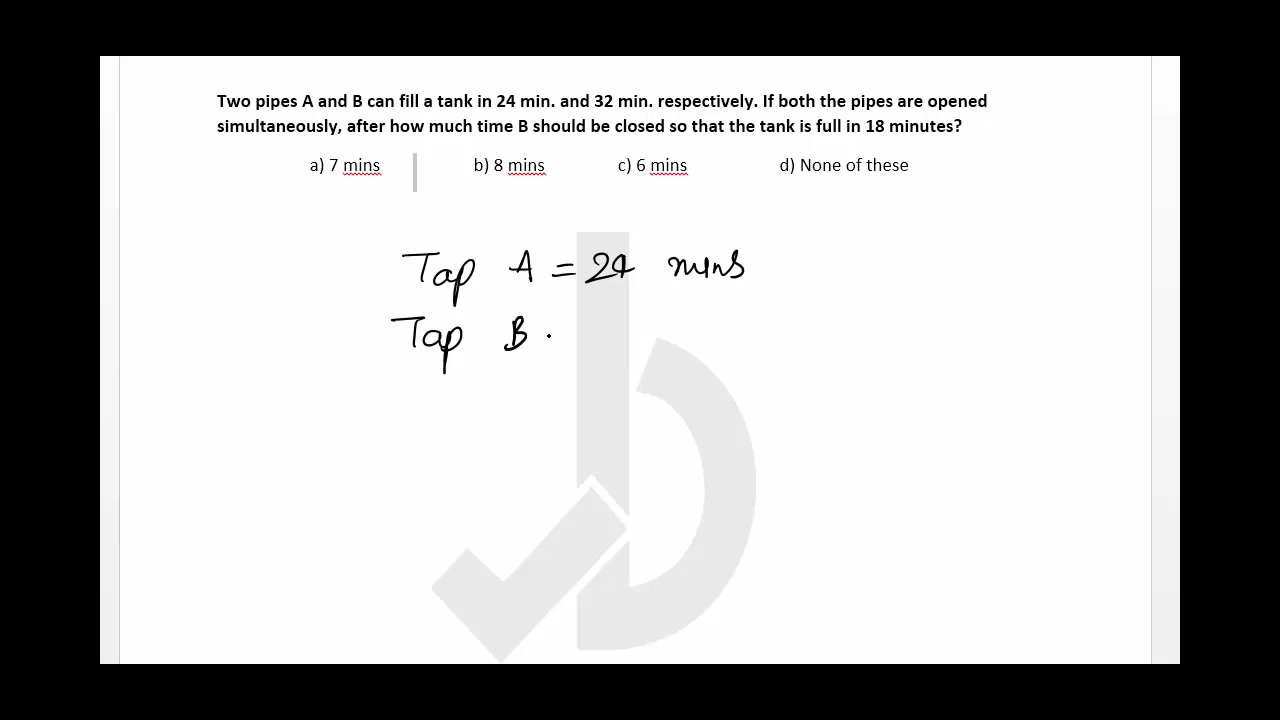 Two pipes A and B can fill a tank in 24 min. and 32 min. respectively. If both the pipes are opened
simultaneously, after how much time B should be closed so that the tank is full in 18 minutes?
a) 7 mins b) 8 mins c) 6 mins d) None of these
Tap A = 24 mins
Tap B